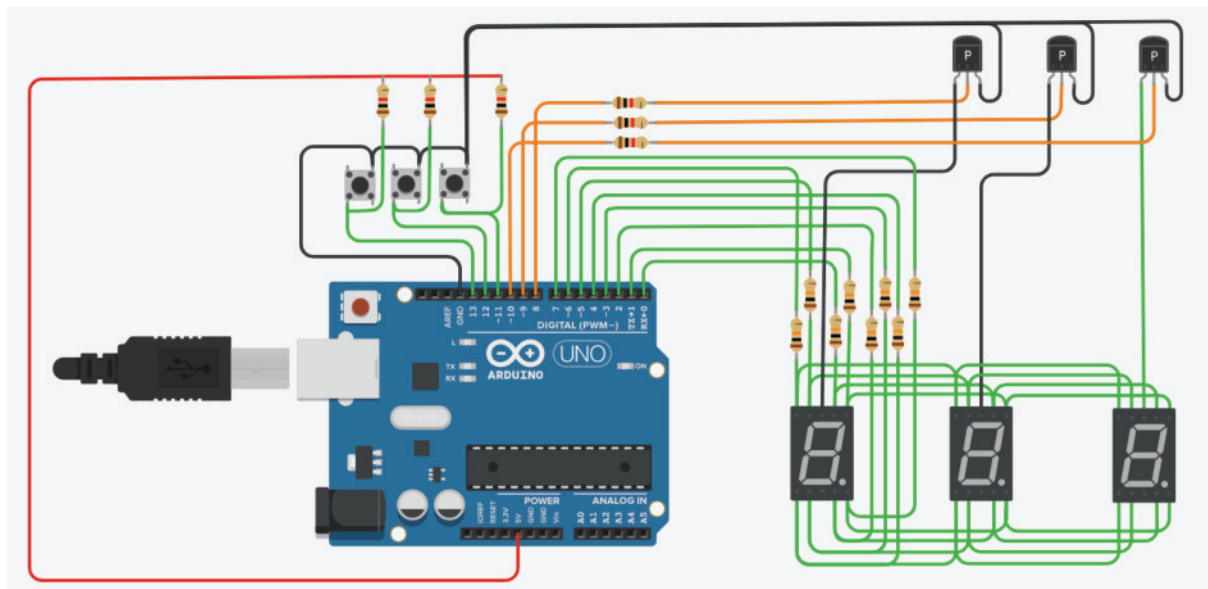 P P P
AREF
GND
13
12
~11
~10
~9
8
7
~6
~5
4
~3
2
TX→1
RX←0
DIGITAL (PWM~)
L
TX
RX
UNO
ARDUINO
ON
POWER
ANALOG IN
IOREF
RESET
3.3V
5V
GND
GND
Vin
A0
A1
A2
A3
A4
A5